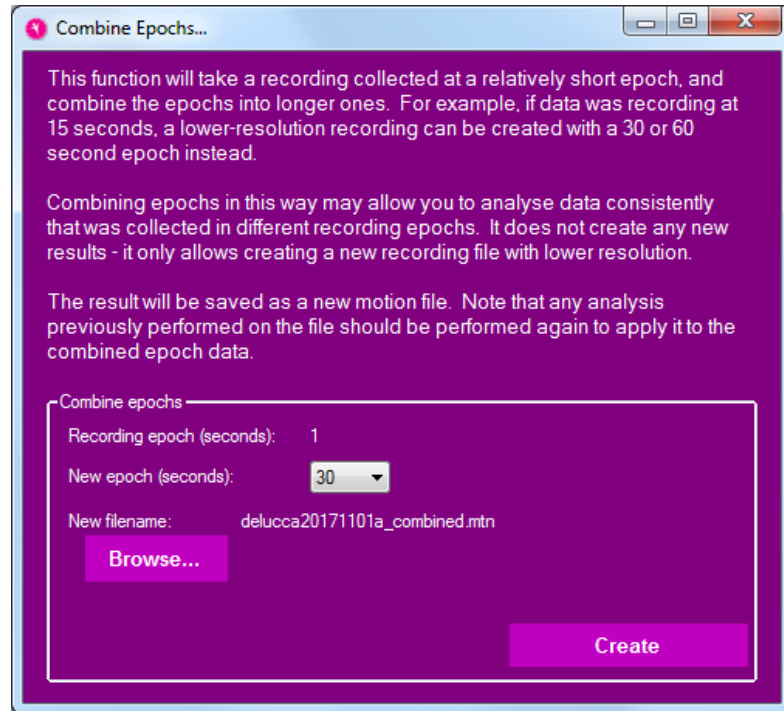 Combine Epochs...
This function will take a recording collected at a relatively short epoch, and
combine the epochs into longer ones.  For example, if data was recording at
15 seconds, a lower-resolution recording can be created with a 30 or 60
second epoch instead.
Combining epochs in this way may allow you to analyse data consistently
that was collected in different recording epochs.  It does not create any new
results - it only allows creating a new recording file with lower resolution.
The result will be saved as a new motion file.  Note that any analysis
previously performed on the file should be performed again to apply it to the
combined epoch data.
Combine epochs
Recording epoch (seconds): 1
New epoch (seconds): 30
New filename: delucca20171101a_combined.mtn
Browse...
Create